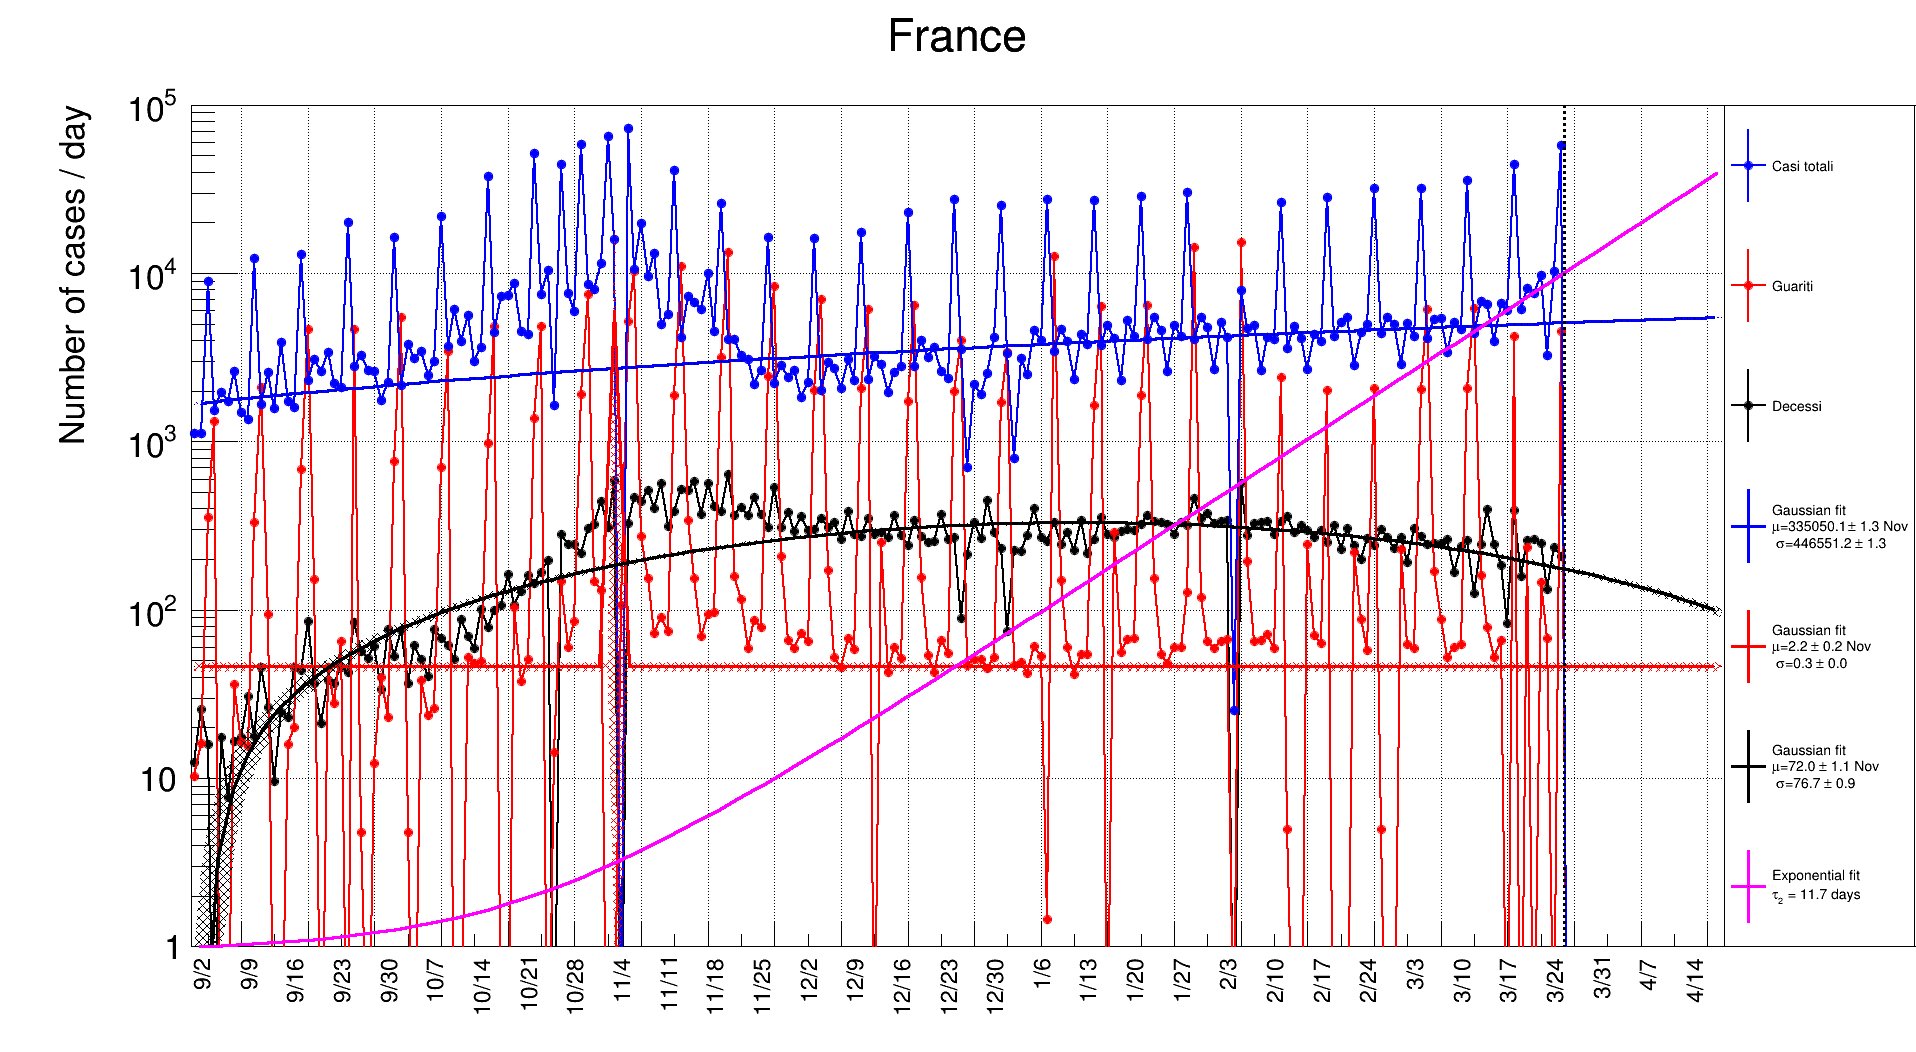 France
Number of cases / day
10^5
10^4
10^3
10^2
10
1
9/2
9/9
9/16
9/23
9/30
10/7
10/14
10/21
10/28
11/4
11/11
11/18
11/25
12/2
12/9
12/16
12/23
12/30
1/6
1/13
1/20
1/27
2/3
2/10
2/17
2/24
3/3
3/10
3/17
3/24
3/31
4/7
4/14
Casi totali
Guariti
Decessi
Gaussian fit
μ=335050.1 ± 1.3 Nov
σ=446551.2 ± 1.3
Gaussian fit
μ=2.2 ± 0.2 Nov
σ=0.3 ± 0.0
Gaussian fit
μ=72.0 ± 1.1 Nov
σ=76.7 ± 0.9
Exponential fit
τ₂ = 11.7 days